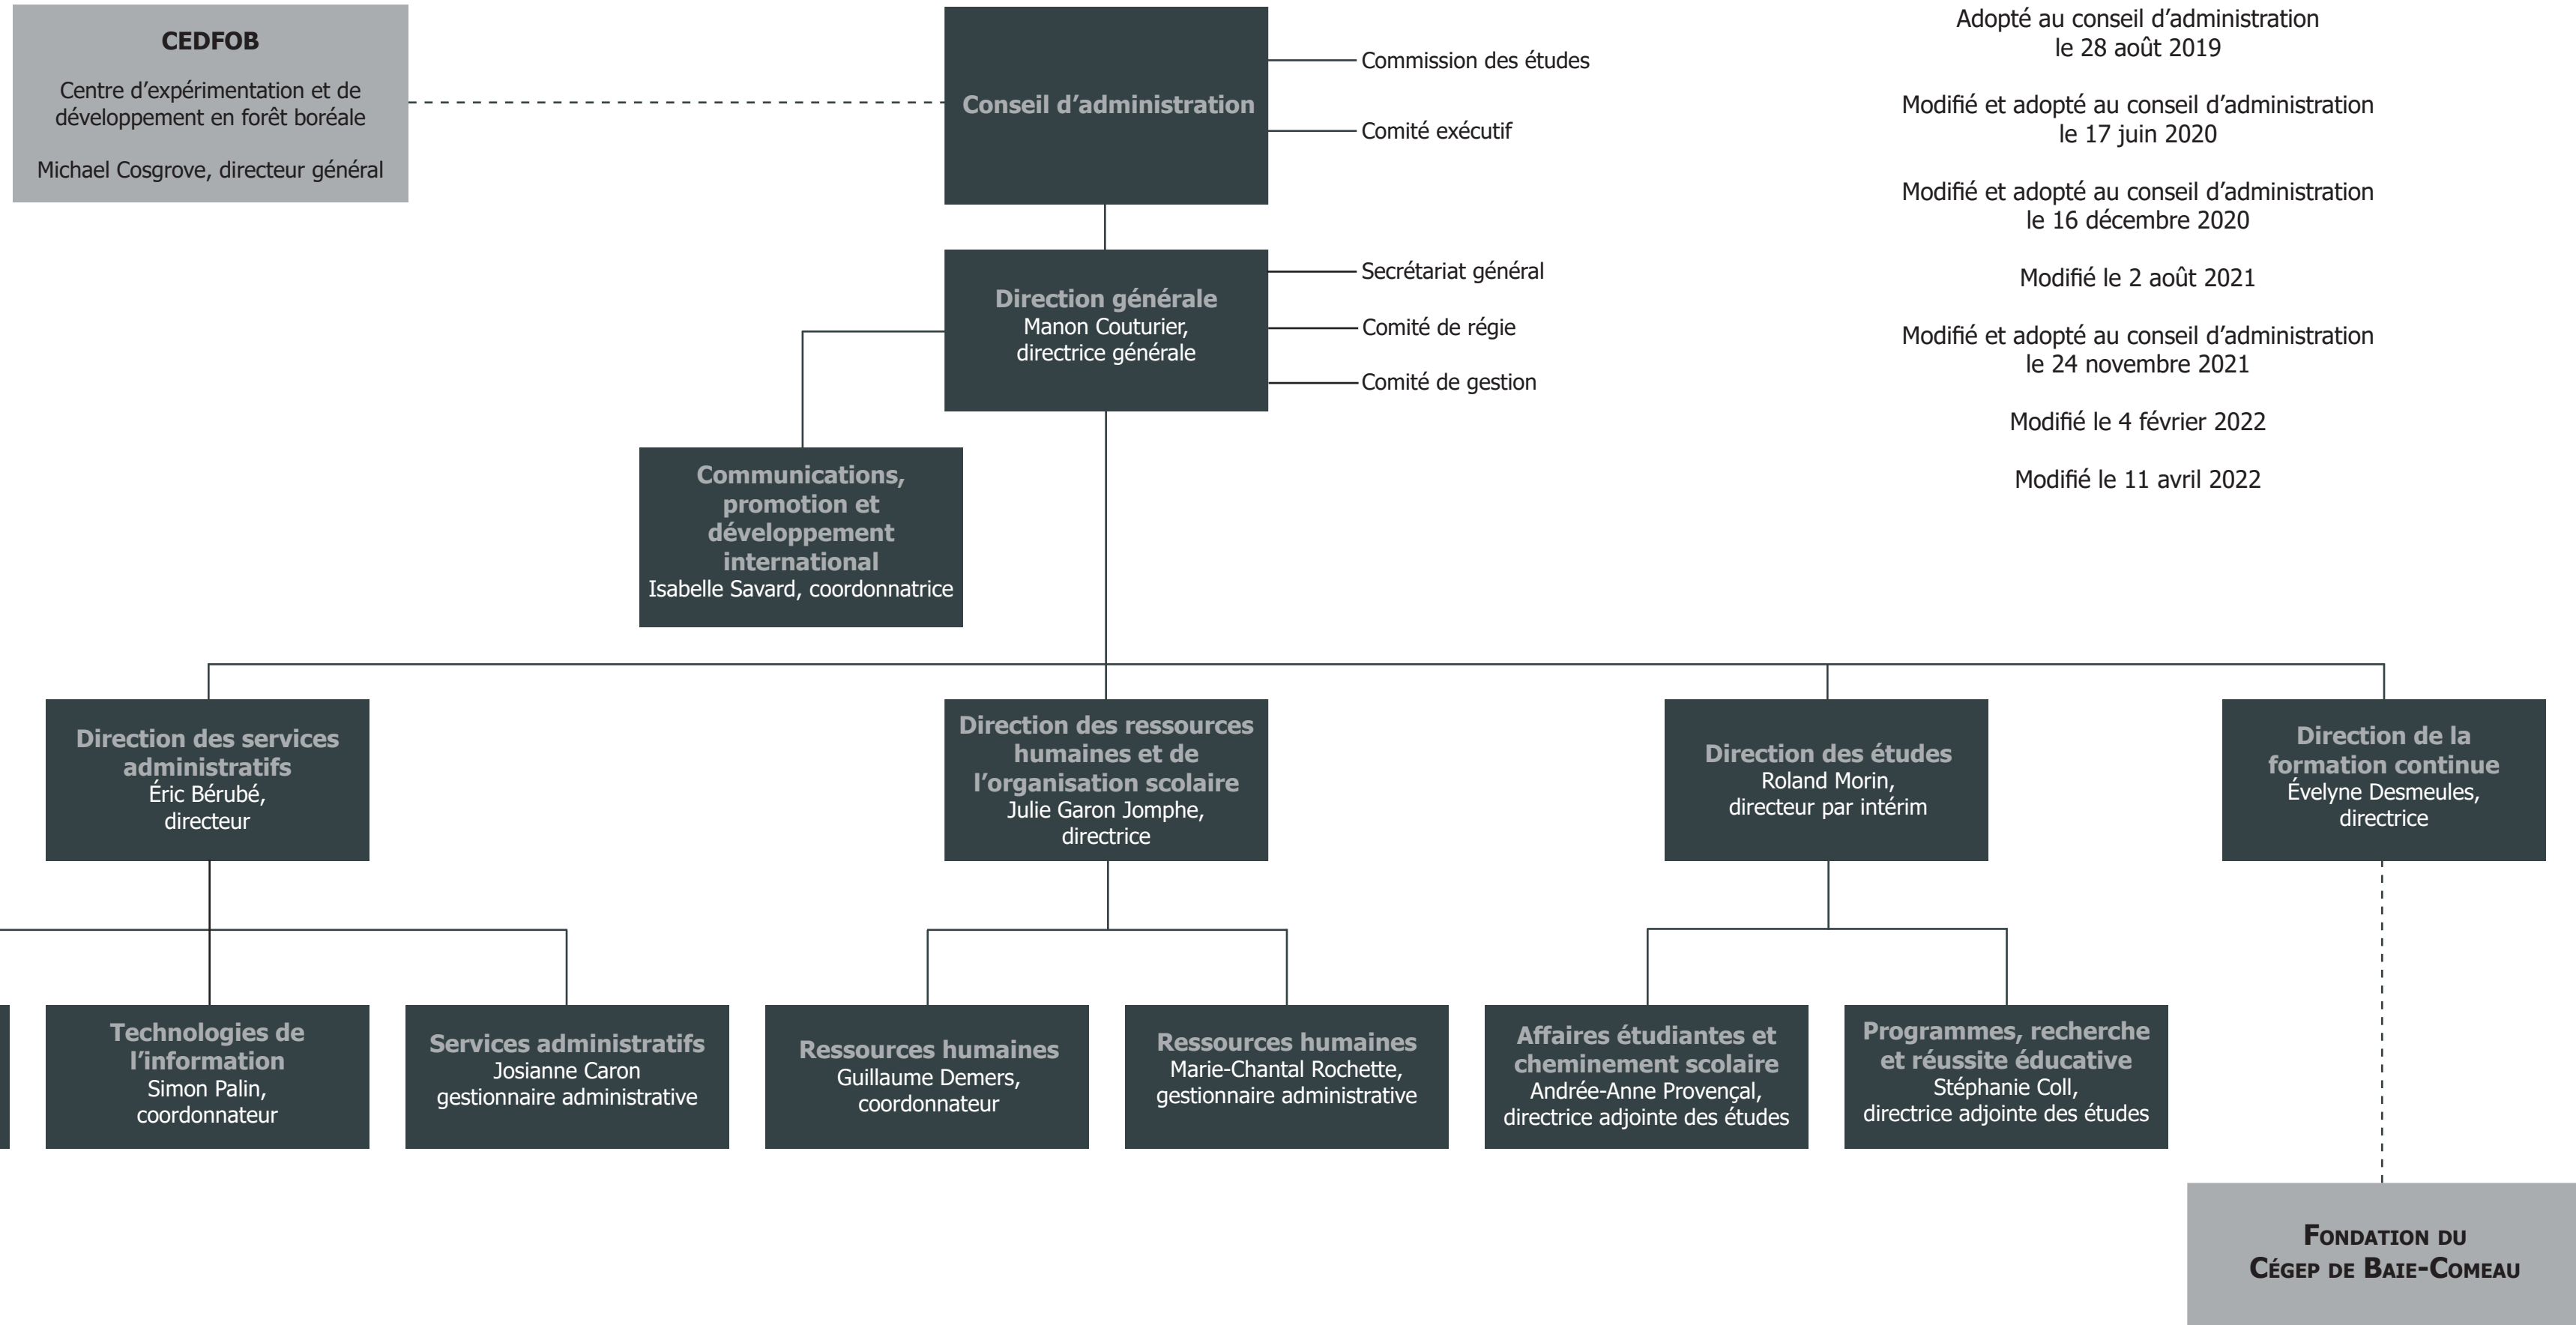 CEDFOB
Centre d’expérimentation et de
développement en forêt boréale
Michael Cosgrove, directeur général
Conseil d’administration
Commission des études
Comité exécutif
Adopté au conseil d’administration
le 28 août 2019
Modifié et adopté au conseil d’administration
le 17 juin 2020
Modifié et adopté au conseil d’administration
le 16 décembre 2020
Modifié le 2 août 2021
Modifié et adopté au conseil d’administration
le 24 novembre 2021
Modifié le 4 février 2022
Modifié le 11 avril 2022
Direction générale
Manon Couturier,
directrice générale
Secrétariat général
Comité de régie
Comité de gestion
Communications,
promotion et
développement
international
Isabelle Savard, coordonnatrice
Direction des services
administratifs
Éric Bérubé,
directeur
Direction des ressources
humaines et de
l’organisation scolaire
Julie Garon Jomphe,
directrice
Direction des études
Roland Morin,
directeur par intérim
Direction de la
formation continue
Évelyne Desmeules,
directrice
Technologies de
l’information
Simon Palin,
coordonnateur
Services administratifs
Josianne Caron
gestionnaire administrative
Ressources humaines
Guillaume Demers,
coordonnateur
Ressources humaines
Marie-Chantal Rochette,
gestionnaire administrative
Affaires étudiantes et
cheminement scolaire
Andrée-Anne Provençal,
directrice adjointe des études
Programmes, recherche
et réussite éducative
Stéphanie Coll,
directrice adjointe des études
Fondation du
Cégep de Baie-Comeau